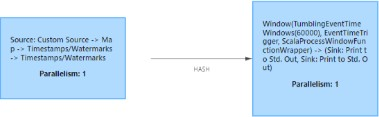 Source: Custom Source -> Ma
p -> Timestamps/Watermarks
-> Timestamps/Watermarks
Parallelism: 1
HASH
Window(TumblingEventTime
Windows(60000), EventTimeTri
gger, ScalaProcessWindowFun
ctionWrapper) -> (Sink: Print t
o Std. Out, Sink: Print to Std. O
ut)
Parallelism: 1